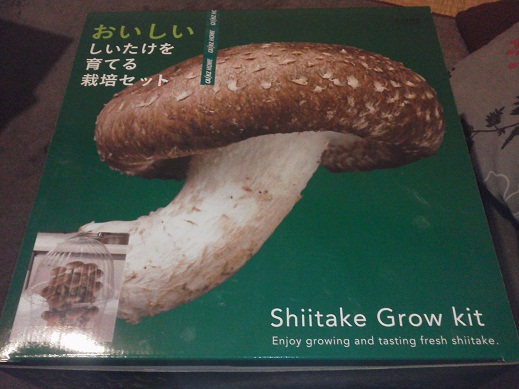 おいしい
しいたけを
育てる
栽培セット
Shiitake Grow kit
Enjoy growing and tasting fresh shiitake.